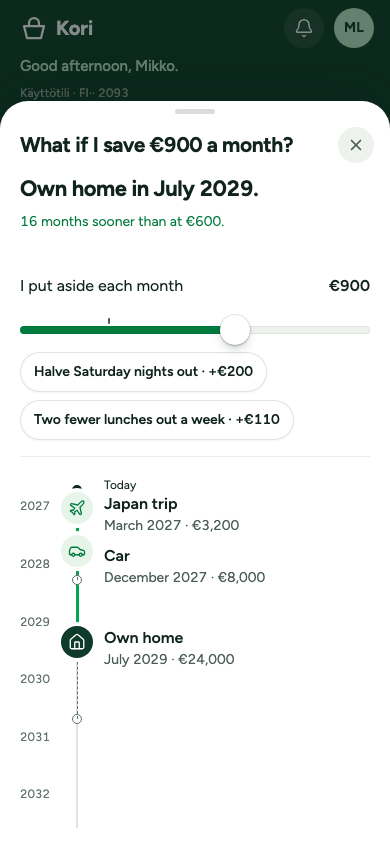 Kori
ML
Good afternoon, Mikko.
Käyttötili · FI·· 2093
What if I save €900 a month?
Own home in July 2029.
16 months sooner than at €600.
I put aside each month
€900
Halve Saturday nights out · +€200
Two fewer lunches out a week · +€110
Today
2027
Japan trip
March 2027 · €3,200
Car
2028
December 2027 · €8,000
2029
Own home
July 2029 · €24,000
2030
2031
2032